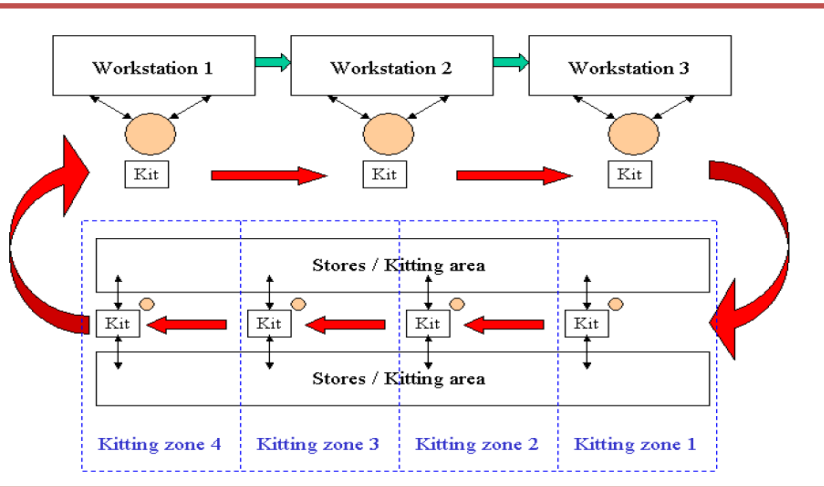 Workstation 1
Workstation 2
Workstation 3
Kit
Kit
Kit
Stores / Kitting area
Kit
Kit
Kit
Kit
Stores / Kitting area
Kitting zone 4
Kitting zone 3
Kitting zone 2
Kitting zone 1